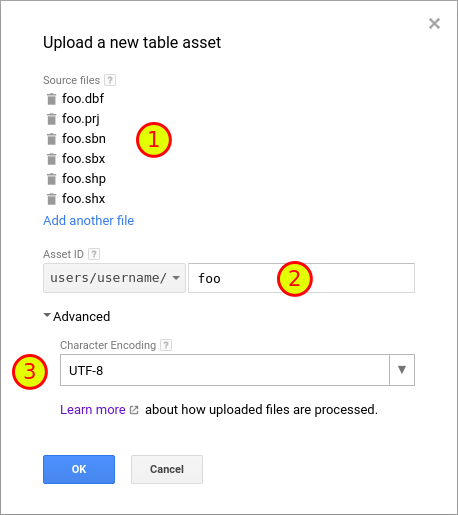 Upload a new table asset
Source files ?
foo.dbf
foo.prj
foo.sbn
foo.sbx
foo.shp
foo.shx
1
Add another file
Asset ID ?
users/username/ foo
2
Advanced
Character Encoding ?
3
UTF-8
Learn more about how uploaded files are processed.
OK Cancel